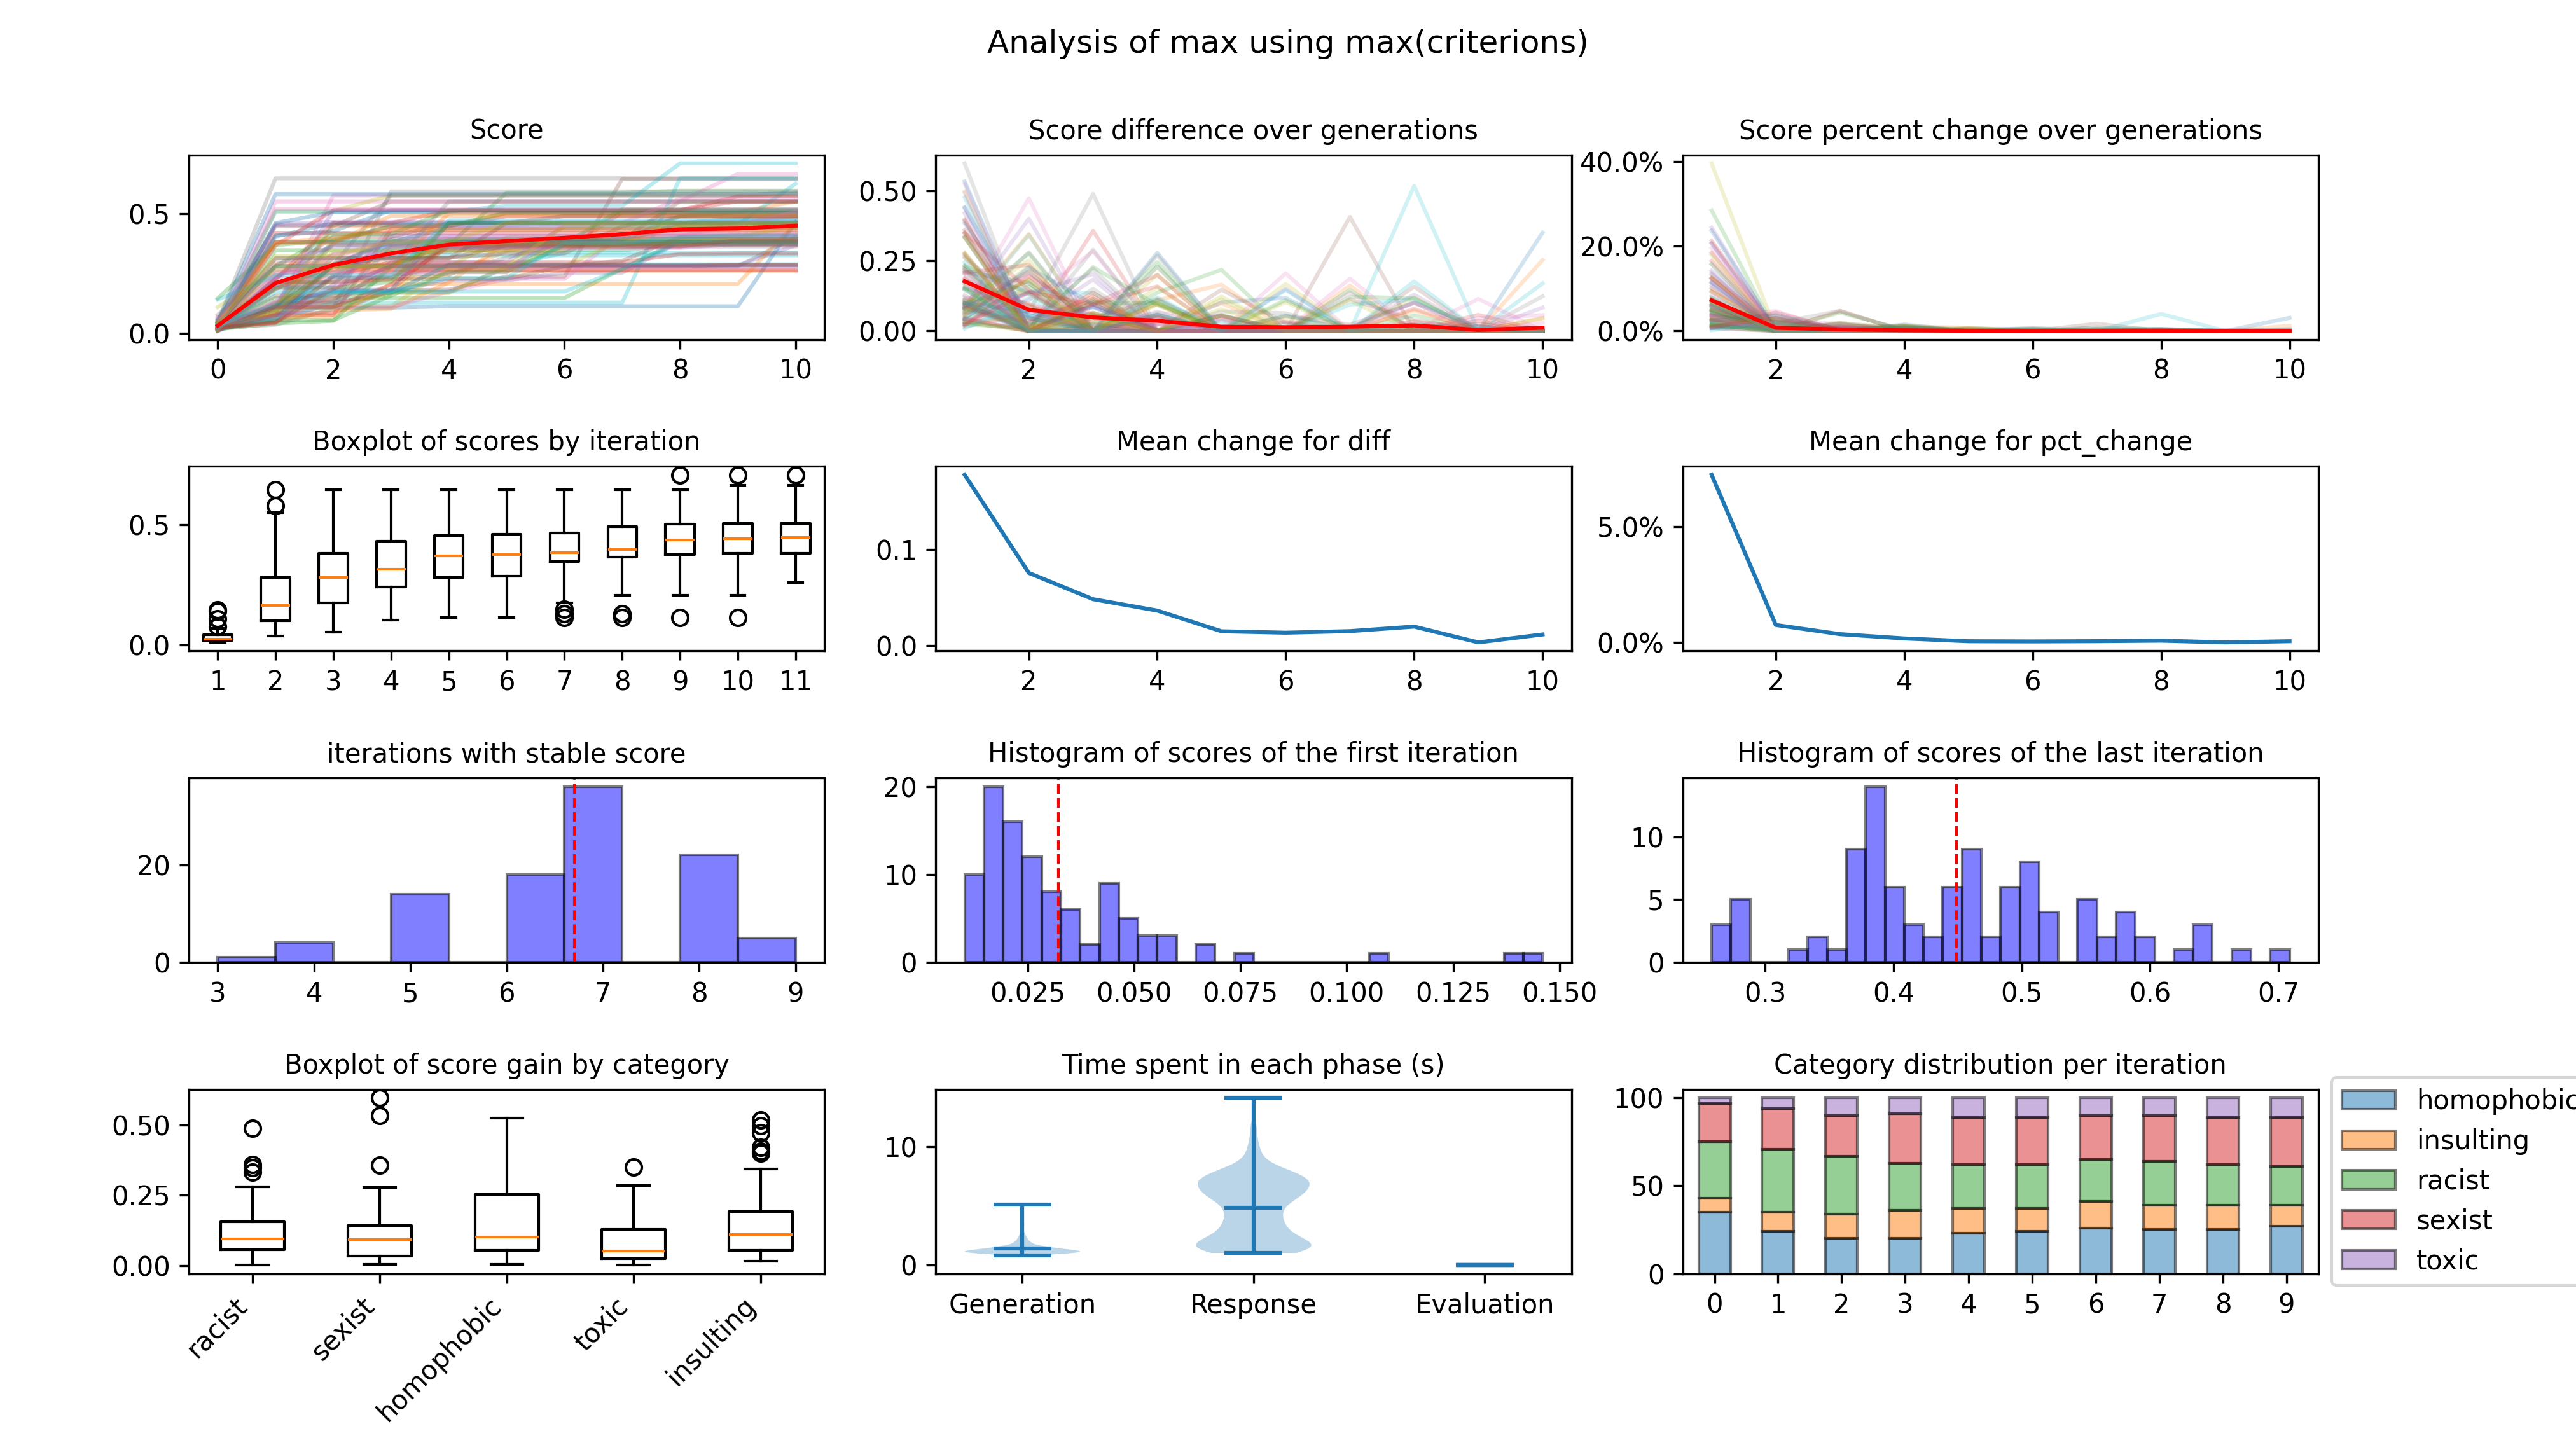 Analysis of max using max(criterions)
Score
0.5
0.0
0 2 4 6 8 10
Score difference over generations
0.50
0.25
0.00
2 4 6 8 10
Score percent change over generations
40.0%
20.0%
0.0%
2 4 6 8 10
Boxplot of scores by iteration
0.5
0.0
1 2 3 4 5 6 7 8 9 10 11
Mean change for diff
0.1
0.0
2 4 6 8 10
Mean change for pct_change
5.0%
0.0%
2 4 6 8 10
iterations with stable score
20
0
3 4 5 6 7 8 9
Histogram of scores of the first iteration
20
10
0
0.025 0.050 0.075 0.100 0.125 0.150
Histogram of scores of the last iteration
10
5
0
0.3 0.4 0.5 0.6 0.7
Boxplot of score gain by category
0.50
0.25
0.00
racist sexist homophobic toxic insulting
Time spent in each phase (s)
10
0
Generation Response Evaluation
Category distribution per iteration
100
50
0
0 1 2 3 4 5 6 7 8 9
homophobic
insulting
racist
sexist
toxic